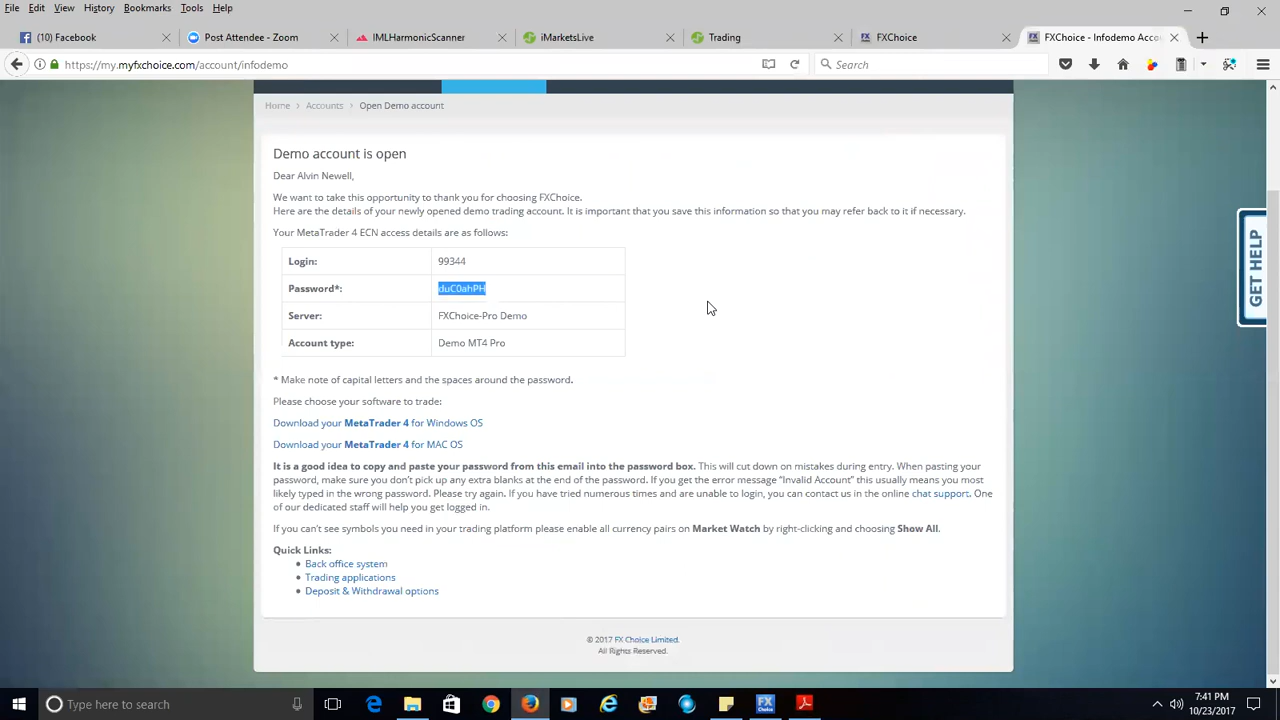 File Edit View History Bookmarks Tools Help
(10) Facebook
Post Attendee - Zoom
IMLHarmonicScanner
iMarketsLive
Trading
FXChoice
FXChoice - Infodemo Accou
https://my.myfxchoice.com/account/infodemo
Search
Home > Accounts > Open Demo account
Demo account is open
Dear Alvin Newell,
We want to take this opportunity to thank you for choosing FXChoice.
Here are the details of your newly opened demo trading account. It is important that you save this information so that you may refer back to it if necessary.
Your MetaTrader 4 ECN access details are as follows:
Login: 99344
Password*: duC0ahPH
Server: FXChoice-Pro Demo
Account type: Demo MT4 Pro
* Make note of capital letters and the spaces around the password.
Please choose your software to trade:
Download your MetaTrader 4 for Windows OS
Download your MetaTrader 4 for MAC OS
It is a good idea to copy and paste your password from this email into the password box. This will cut down on mistakes during entry. When pasting your
password, make sure you don't pick up any extra blanks at the end of the password. If you get the error message “Invalid Account” this usually means you most
likely typed in the wrong password. Please try again. If you have tried numerous times and are unable to login, you can contact us in the online chat support. One
of our dedicated staff will help you get logged in.
If you can't see symbols you need in your trading platform please enable all currency pairs on Market Watch by right-clicking and choosing Show All.
Quick Links:
Back office system
Trading applications
Deposit & Withdrawal options
© 2017 FX Choice Limited.
All Rights Reserved.
GET HELP
Type here to search
FX
Choice
7:41 PM
10/23/2017